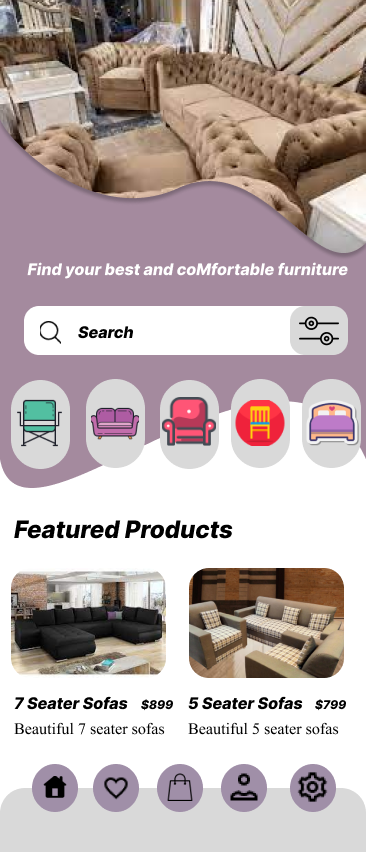 Find your best and coMfortable furniture
Search
Featured Products
7 Seater Sofas $899
Beautiful 7 seater sofas
5 Seater Sofas $799
Beautiful 5 seater sofas